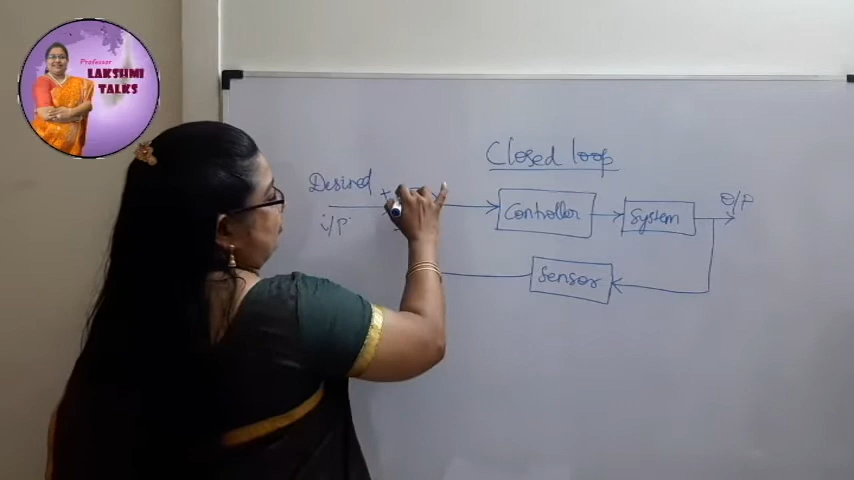 Professor
LAKSHMI
TALKS
Closed loop
Desired
i/p
+
-
Controller
System
O/P
Sensor